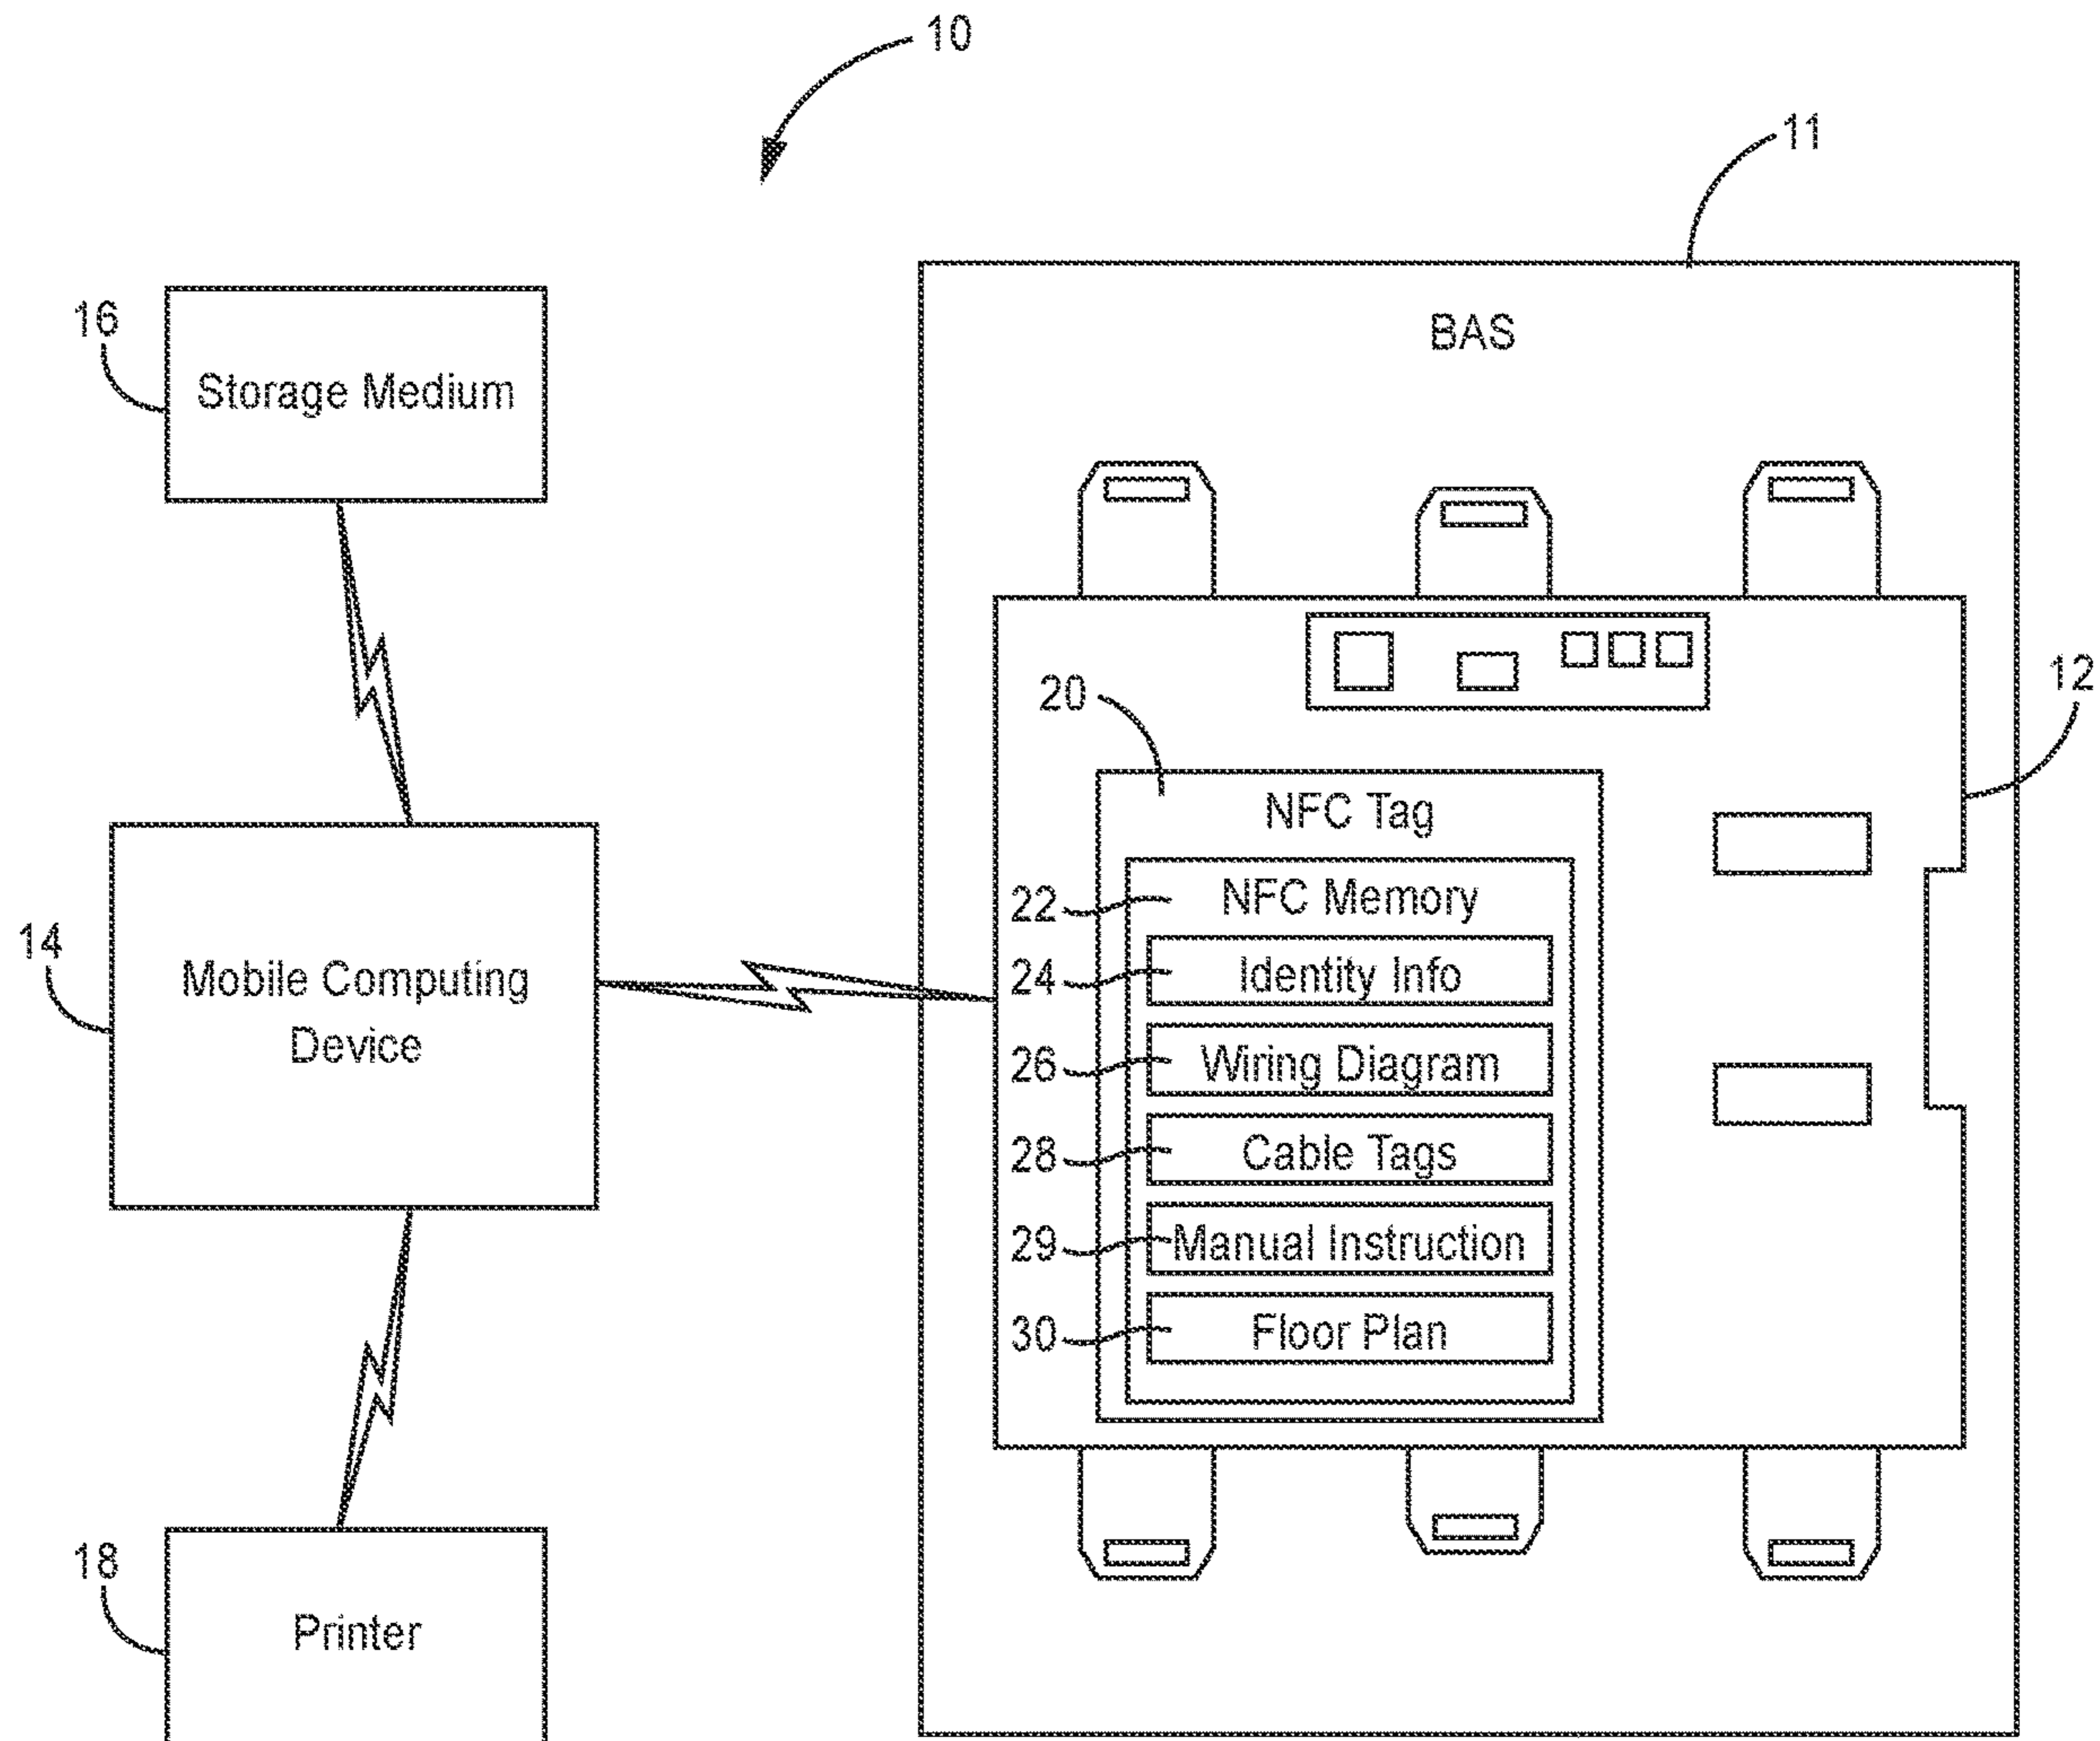 10
11
BAS
16
Storage Medium
12
20
NFC Tag
22
NFC Memory
14
Mobile Computing
Device
24
Identity Info
26
Wiring Diagram
28
Cable Tags
29
Manual Instruction
30
Floor Plan
18
Printer